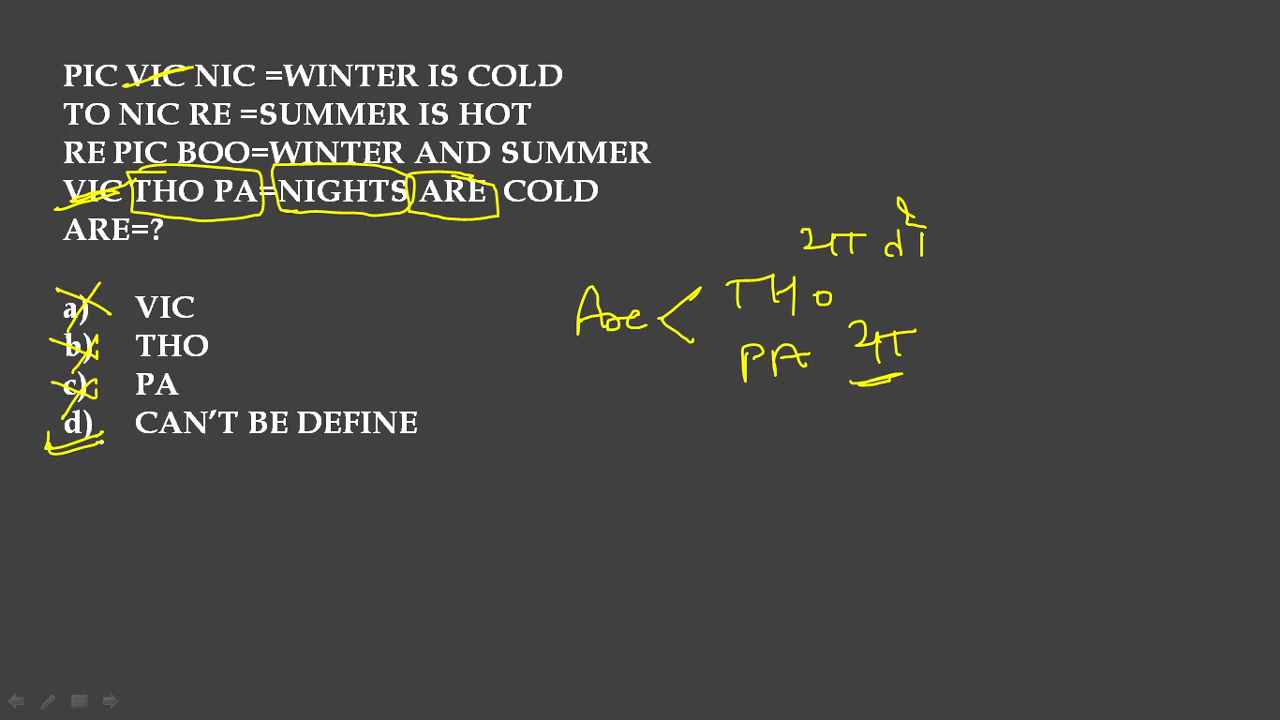 PIC VIC NIC =WINTER IS COLD
TO NIC RE =SUMMER IS HOT
RE PIC BOO=WINTER AND SUMMER
VIC THO PA=NIGHTS ARE COLD
ARE=?
a) VIC
b) THO
c) PA
d) CAN'T BE DEFINE
Are
THO
PA